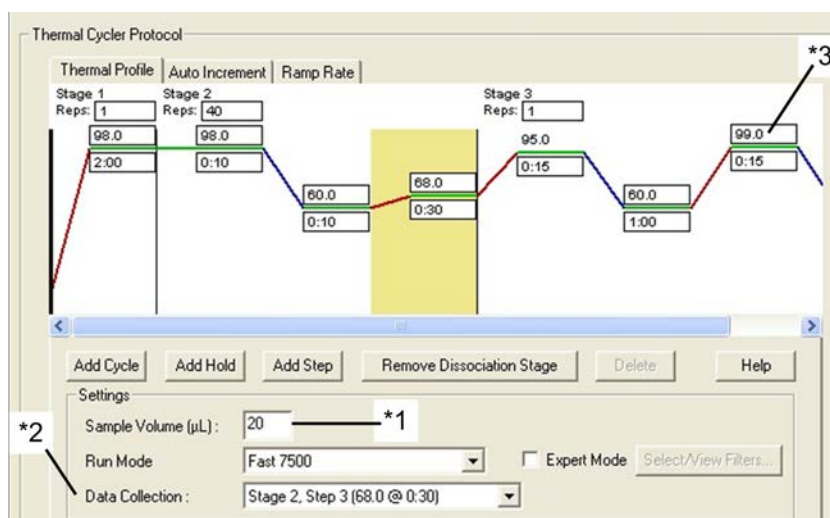 Thermal Cycler Protocol
*3
Thermal Profile Auto Increment Ramp Rate
Stage 1 Stage 2 Stage 3
Reps: 1 Reps: 40 Reps: 1
98.0 98.0 95.0 99.0
2:00 0:10 0:15 0:15
60.0 68.0 60.0
0:10 0:30 1:00
Add Cycle Add Hold Add Step Remove Dissociation Stage Delete Help
Settings
*2 Sample Volume (µL) : 20 *1
Run Mode Fast 7500 Expert Mode Select/View Filters...
Data Collection : Stage 2, Step 3 (68.0 @ 0:30)